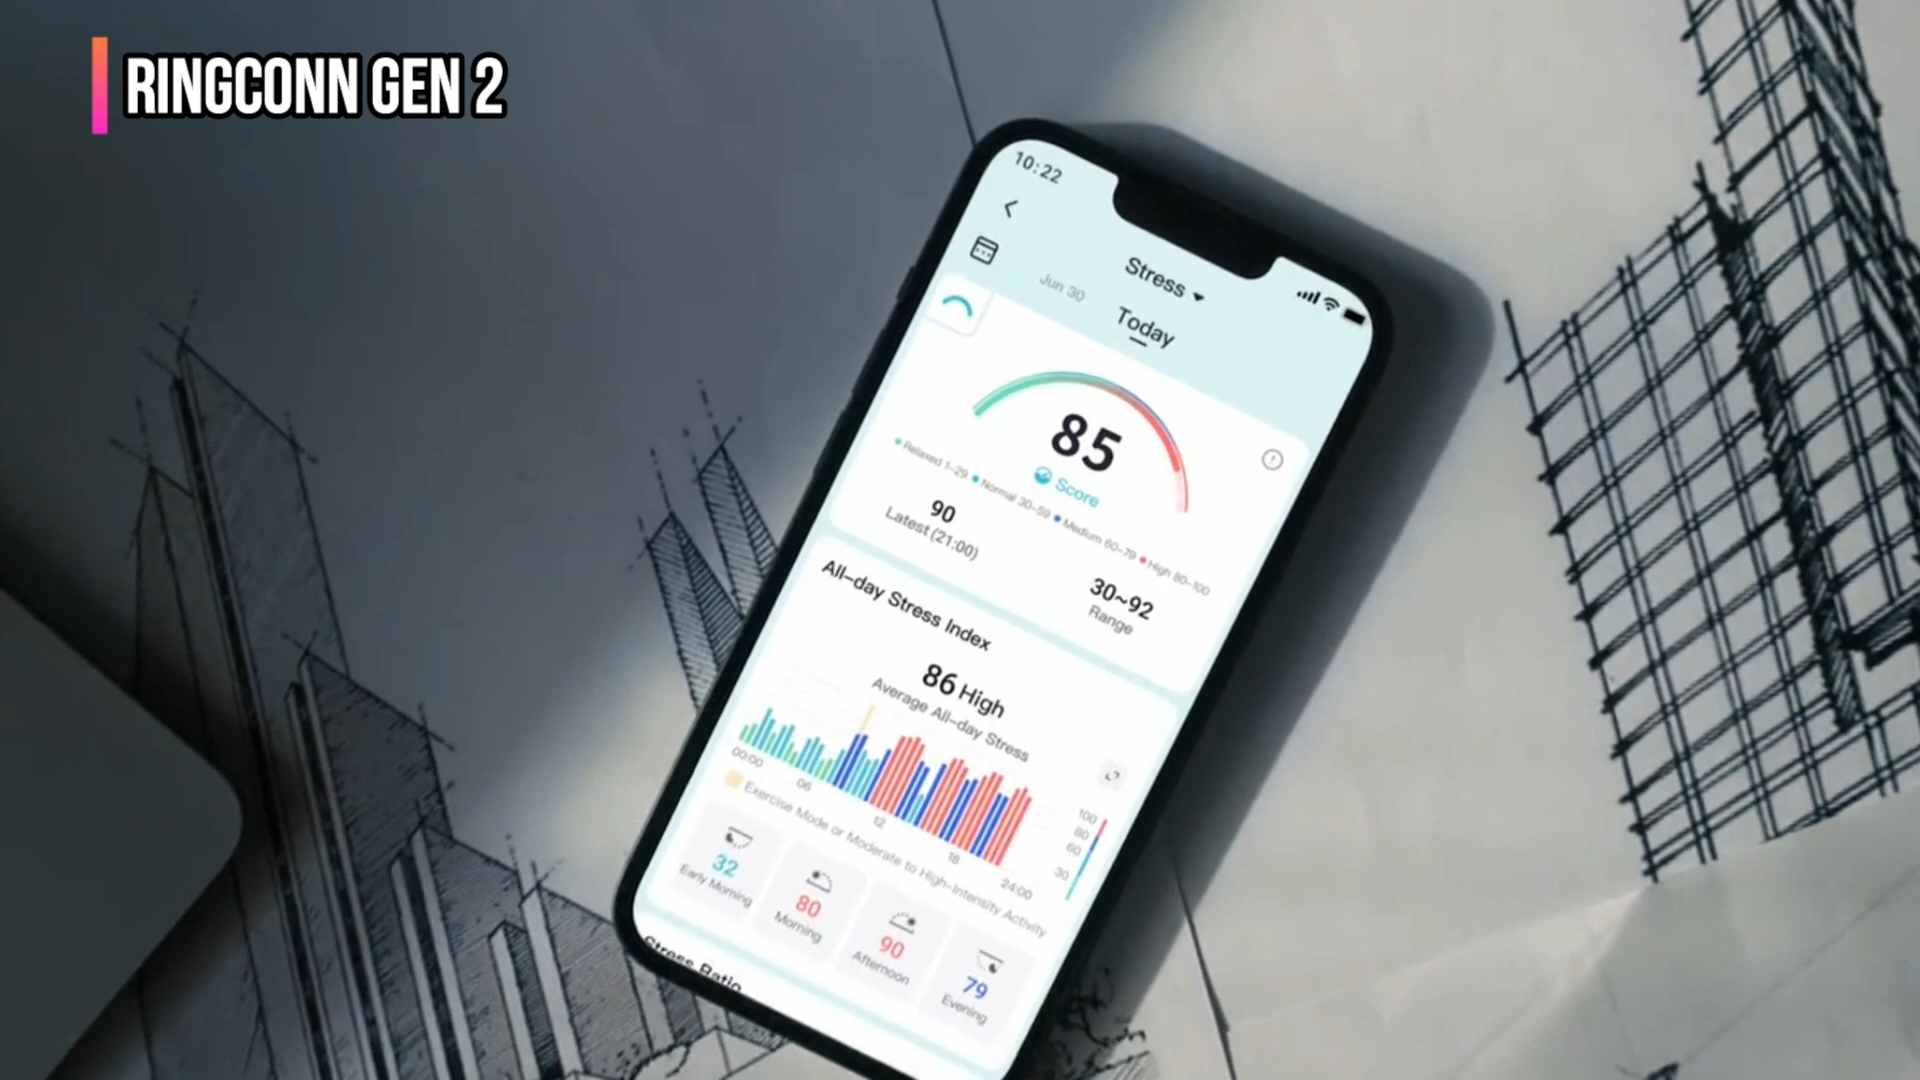 RINGCONN GEN 2
10:22
Stress
Jun 30
Today
85
Score
Relaxed 1-29 Normal 30-59 Medium 60-79 High 80-100
90
Latest (21:00)
30~92
Range
All-day Stress Index
86 High
Average All-day Stress
100
80
60
30
00:00 06 12 18 24:00
Exercise Mode or Moderate to High-Intensity Activity
32
Early Morning
80
Morning
90
Afternoon
79
Evening
Stress Ratio